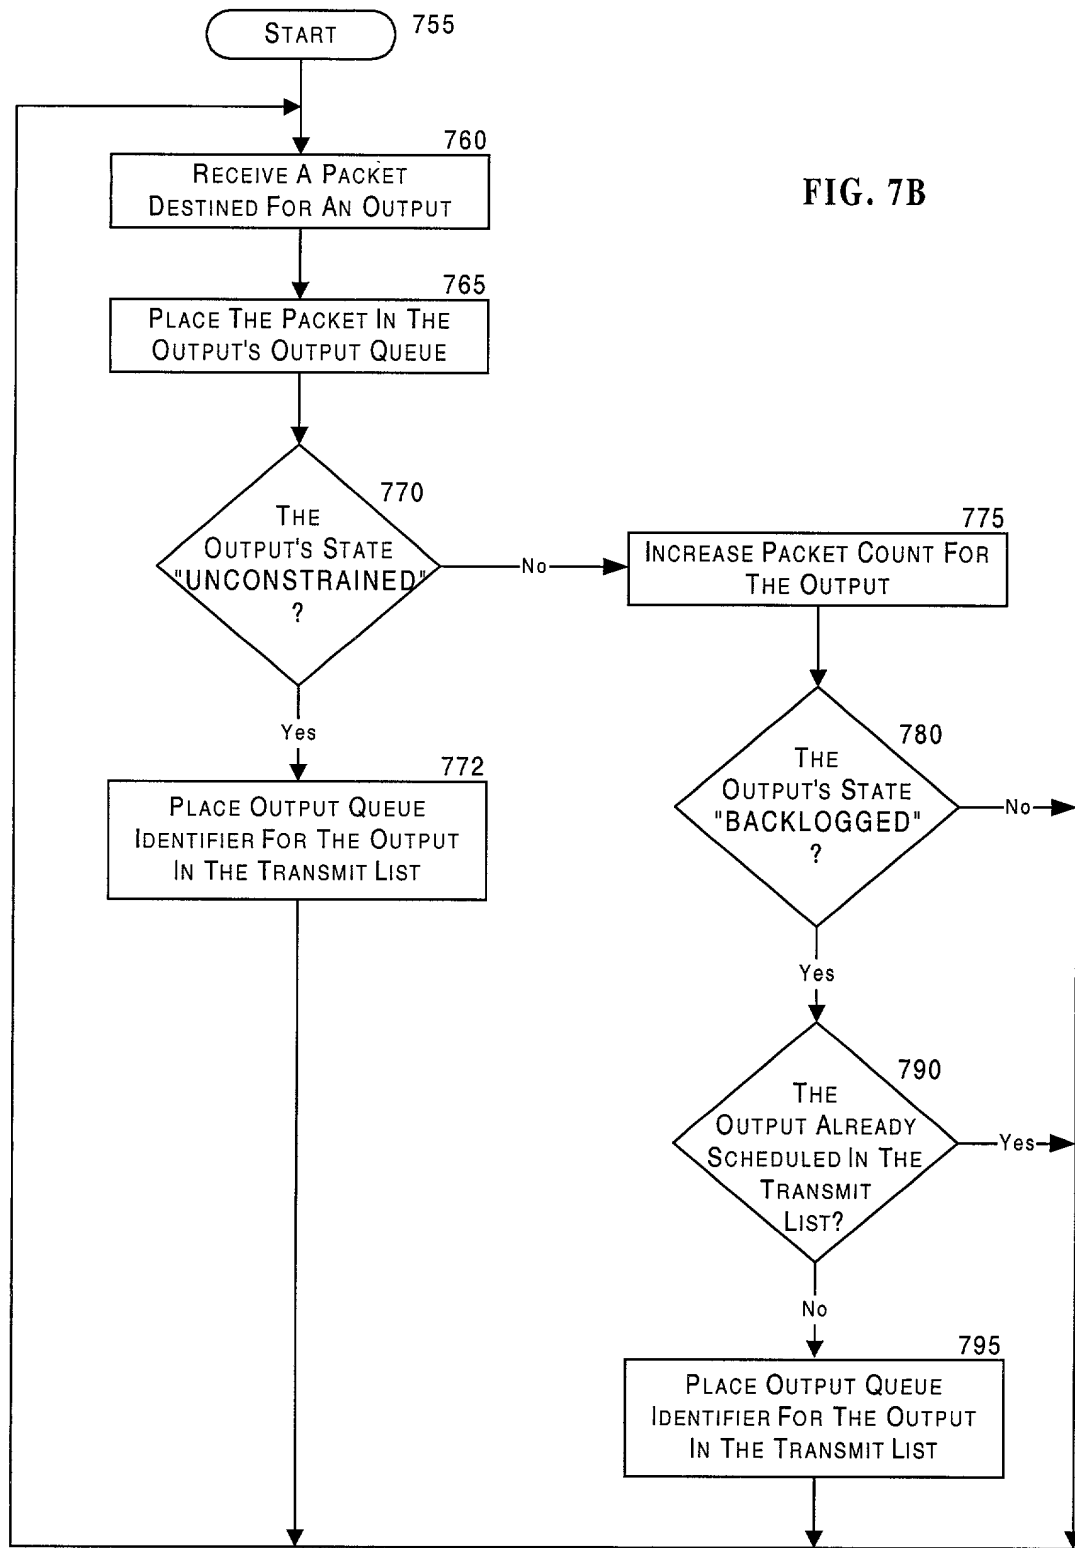 START
755
760
RECEIVE A PACKET
DESTINED FOR AN OUTPUT
FIG. 7B
765
PLACE THE PACKET IN THE
OUTPUT'S OUTPUT QUEUE
770
THE
OUTPUT'S STATE
"UNCONSTRAINED"
?
No
775
INCREASE PACKET COUNT FOR
THE OUTPUT
Yes
772
PLACE OUTPUT QUEUE
IDENTIFIER FOR THE OUTPUT
IN THE TRANSMIT LIST
780
THE
OUTPUT'S STATE
"BACKLOGGED"
?
No
Yes
790
THE
OUTPUT ALREADY
SCHEDULED IN THE
TRANSMIT
LIST?
Yes
No
795
PLACE OUTPUT QUEUE
IDENTIFIER FOR THE OUTPUT
IN THE TRANSMIT LIST